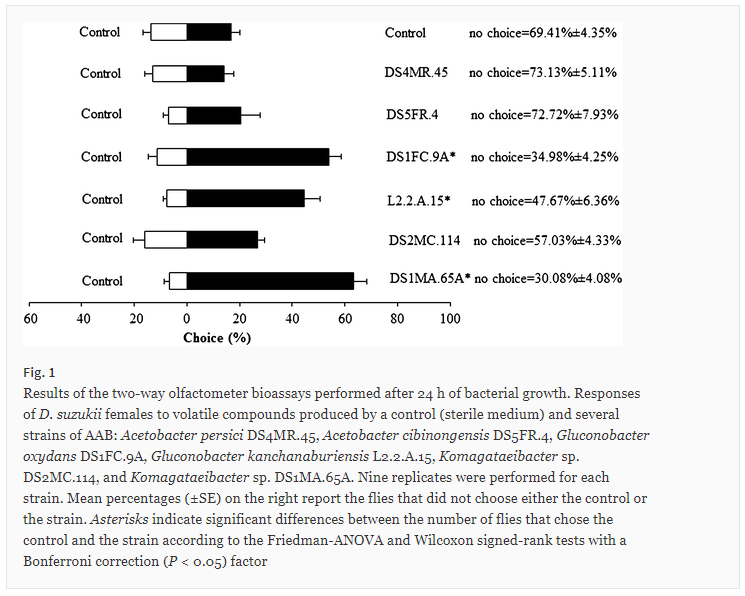 Control Control no choice=69.41%±4.35%
Control DS4MR.45 no choice=73.13%±5.11%
Control DS5FR.4 no choice=72.72%±7.93%
Control DS1FC.9A* no choice=34.98%±4.25%
Control L2.2.A.15* no choice=47.67%±6.36%
Control DS2MC.114 no choice=57.03%±4.33%
Control DS1MA.65A* no choice=30.08%±4.08%
60 40 20 0 20 40 60 80 100
Choice (%)
Fig. 1
Results of the two-way olfactometer bioassays performed after 24 h of bacterial growth. Responses
of D. suzukii females to volatile compounds produced by a control (sterile medium) and several
strains of AAB: Acetobacter persici DS4MR.45, Acetobacter cibinongensis DS5FR.4, Gluconobacter
oxydans DS1FC.9A, Gluconobacter kanchanaburiensis L2.2.A.15, Komagataeibacter sp.
DS2MC.114, and Komagataeibacter sp. DS1MA.65A. Nine replicates were performed for each
strain. Mean percentages (±SE) on the right report the flies that did not choose either the control or
the strain. Asterisks indicate significant differences between the number of flies that chose the
control and the strain according to the Friedman-ANOVA and Wilcoxon signed-rank tests with a
Bonferroni correction (P < 0.05) factor